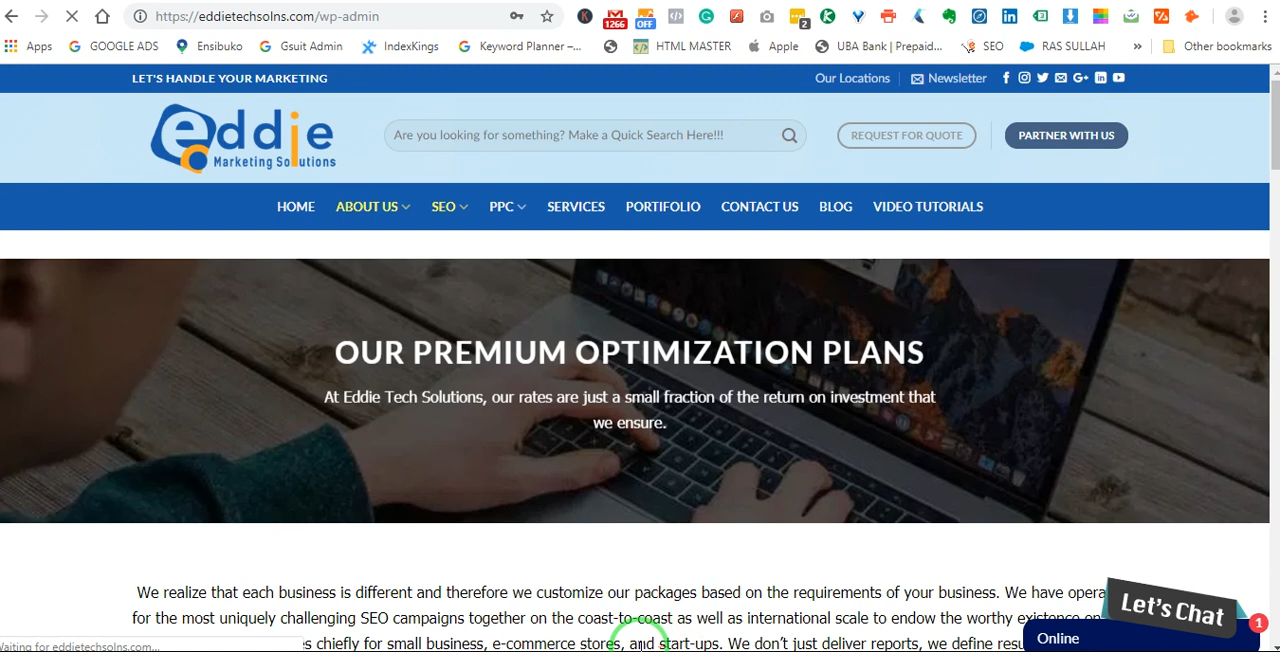 https://eddietechsolns.com/wp-admin
1266
OFF
2
Apps GOOGLE ADS Ensibuko Gsuit Admin IndexKings Keyword Planner –... HTML MASTER Apple UBA Bank | Prepaid... SEO RAS SULLAH » Other bookmarks
LET'S HANDLE YOUR MARKETING
Our Locations Newsletter
eddie
Marketing Solutions
Are you looking for something? Make a Quick Search Here!!!
REQUEST FOR QUOTE
PARTNER WITH US
HOME ABOUT US SEO PPC SERVICES PORTIFOLIO CONTACT US BLOG VIDEO TUTORIALS
OUR PREMIUM OPTIMIZATION PLANS
At Eddie Tech Solutions, our rates are just a small fraction of the return on investment that
we ensure.
We realize that each business is different and therefore we customize our packages based on the requirements of your business. We have
for the most uniquely challenging SEO campaigns together on the coast-to-coast as well as international scale to endow the worthy
chiefly for small business, e-commerce stores, and start-ups. We don't just deliver reports, we define
Waiting for eddietechsolns.com...
Let's Chat
Online
1